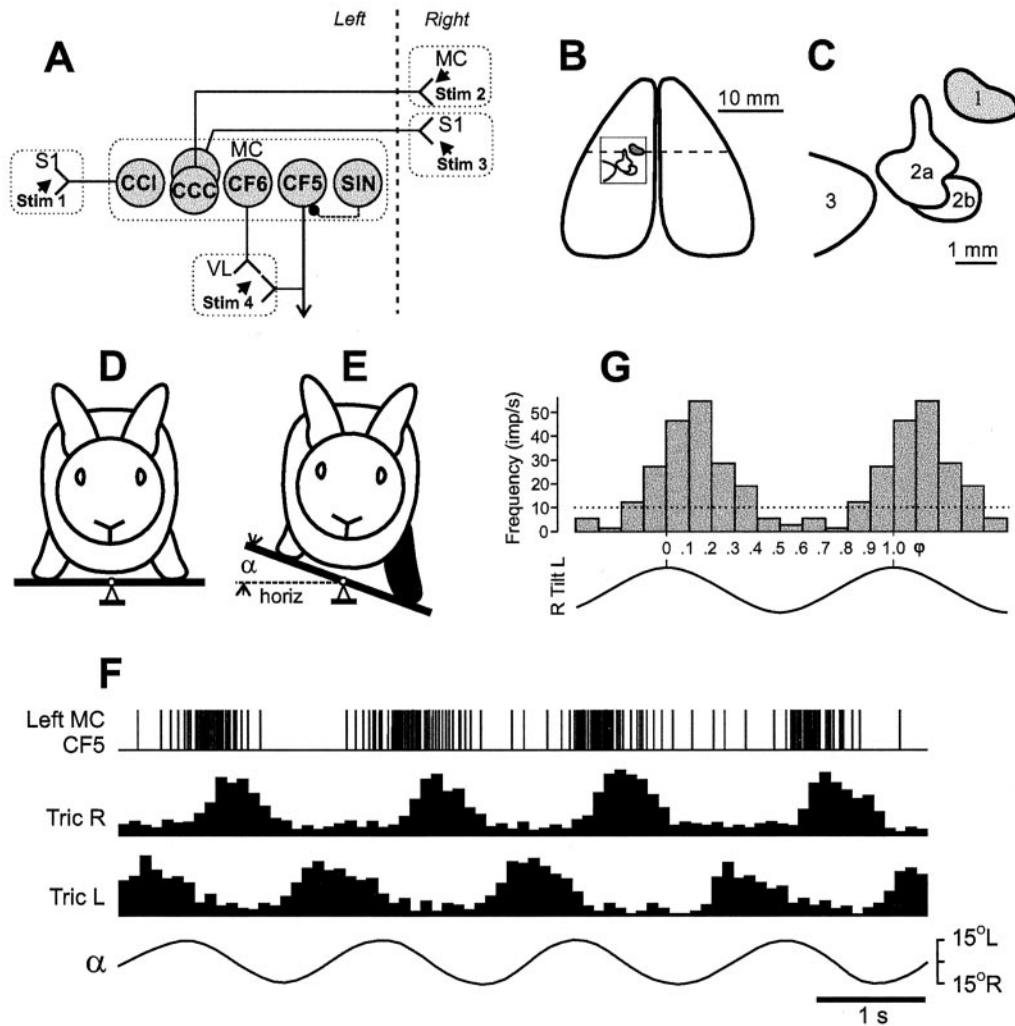 A
Left
Right
MC
Stim 2
S1
Stim 3
MC
S1
Stim 1
CCI
CCC
CF6
CF5
SIN
VL
Stim 4
B
10 mm
C
1
2a
2b
3
1 mm
D
E
α
horiz
G
Frequency (imp/s)
50
40
30
20
10
0
0 .1 .2 .3 .4 .5 .6 .7 .8 .9 1.0 φ
R Tilt L
F
Left MC
CF5
Tric R
Tric L
α
15°L
15°R
1 s